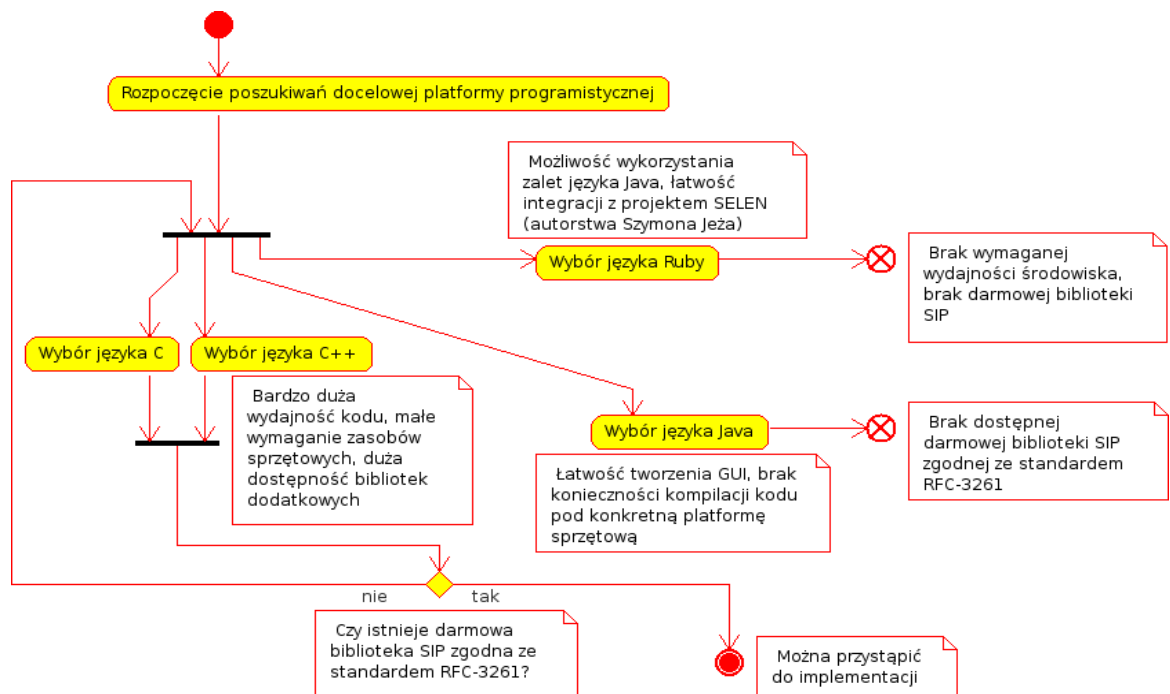 Rozpoczęcie poszukiwań docelowej platformy programistycznej
Możliwość wykorzystania
zalet języka Java, łatwość
integracji z projektem SELEN
(autorstwa Szymona Jeża)
Wybór języka Ruby
Brak wymaganej
wydajności środowiska,
brak darmowej biblioteki
SIP
Wybór języka C
Wybór języka C++
Bardzo duża
wydajność kodu, małe
wymaganie zasobów
sprzętowych, duża
dostępność bibliotek
dodatkowych
Wybór języka Java
Łatwość tworzenia GUI, brak
konieczności kompilacji kodu
pod konkretną platformę
sprzętową
Brak dostępnej
darmowej biblioteki SIP
zgodnej ze standardem
RFC-3261
nie
tak
Czy istnieje darmowa
biblioteka SIP zgodna ze
standardem RFC-3261?
Można przystąpić
do implementacji